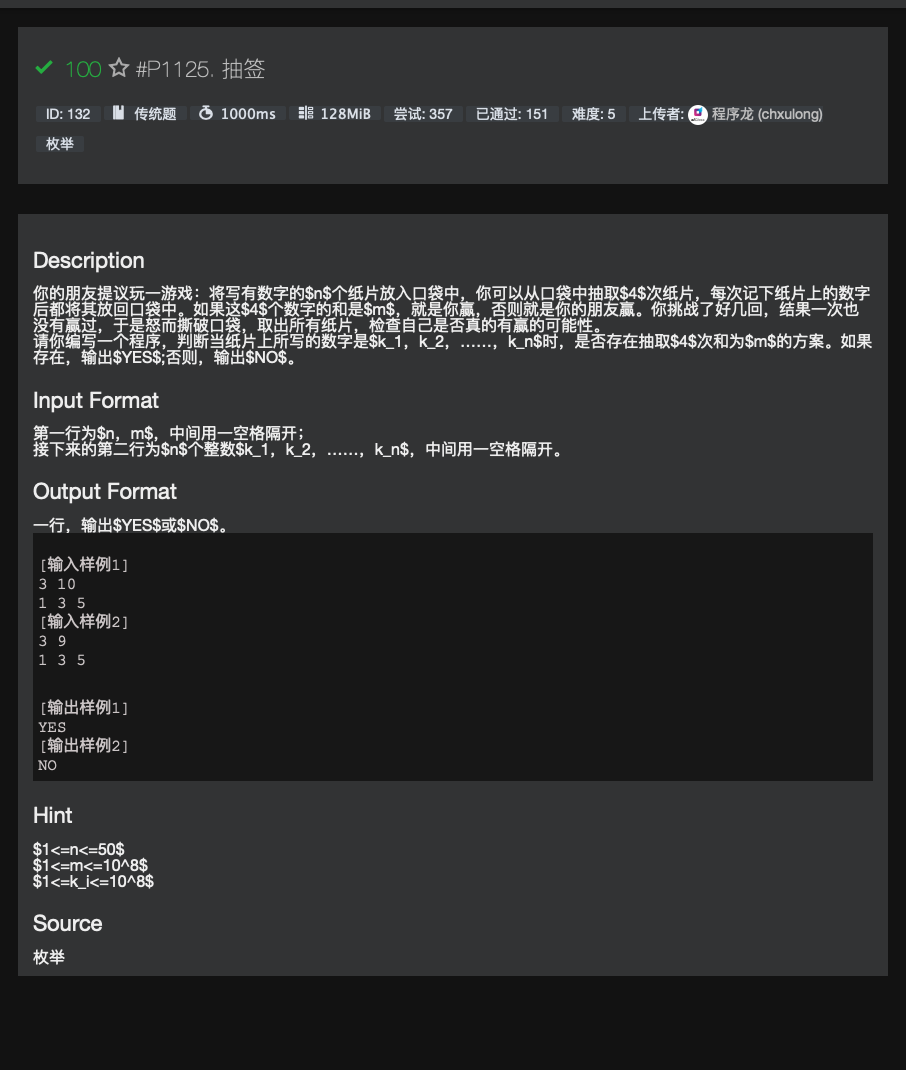 100 #P1125. 抽签
ID: 132 传统题 1000ms 128MiB 尝试: 357 已通过: 151 难度: 5 上传者: 程序龙 (chxulong)
枚举
Description
你的朋友提议玩一游戏：将写有数字的$n$个纸片放入口袋中，你可以从口袋中抽取$4$次纸片，每次记下纸片上的数字
后都将其放回口袋中。如果这$4$个数字的和是$m$，就是你赢，否则就是你的朋友赢。你挑战了好几回，结果一次也
没有赢过，于是怒而撕破口袋，取出所有纸片，检查自己是否真的有赢的可能性。
请你编写一个程序，判断当纸片上所写的数字是$k_1，k_2，……，k_n$时，是否存在抽取$4$次和为$m$的方案。如果
存在，输出$YES$;否则，输出$NO$。
Input Format
第一行为$n，m$，中间用一空格隔开；
接下来的第二行为$n$个整数$k_1，k_2，……，k_n$，中间用一空格隔开。
Output Format
一行，输出$YES$或$NO$。
[输入样例1]
3 10
1 3 5
[输入样例2]
3 9
1 3 5
[输出样例1]
YES
[输出样例2]
NO
Hint
$1<=n<=50$
$1<=m<=10^8$
$1<=k_i<=10^8$
Source
枚举